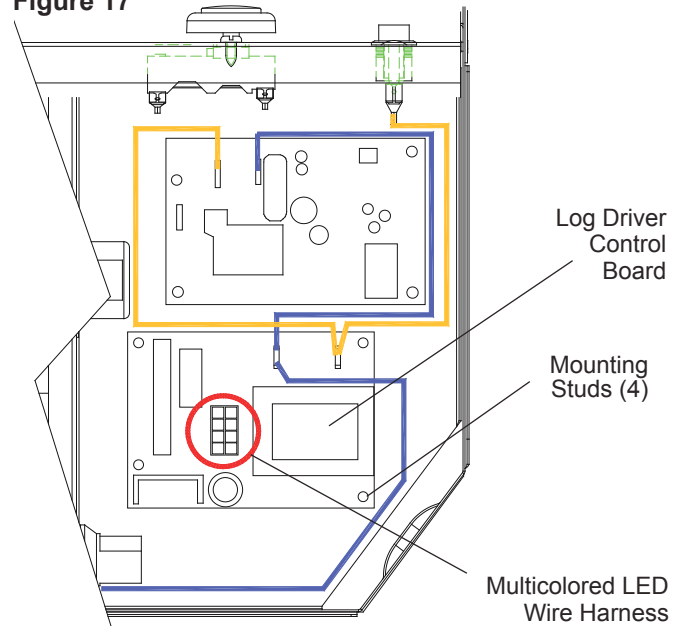 Figure 17
Log Driver
Control
Board
Mounting
Studs (4)
Multicolored LED
Wire Harness